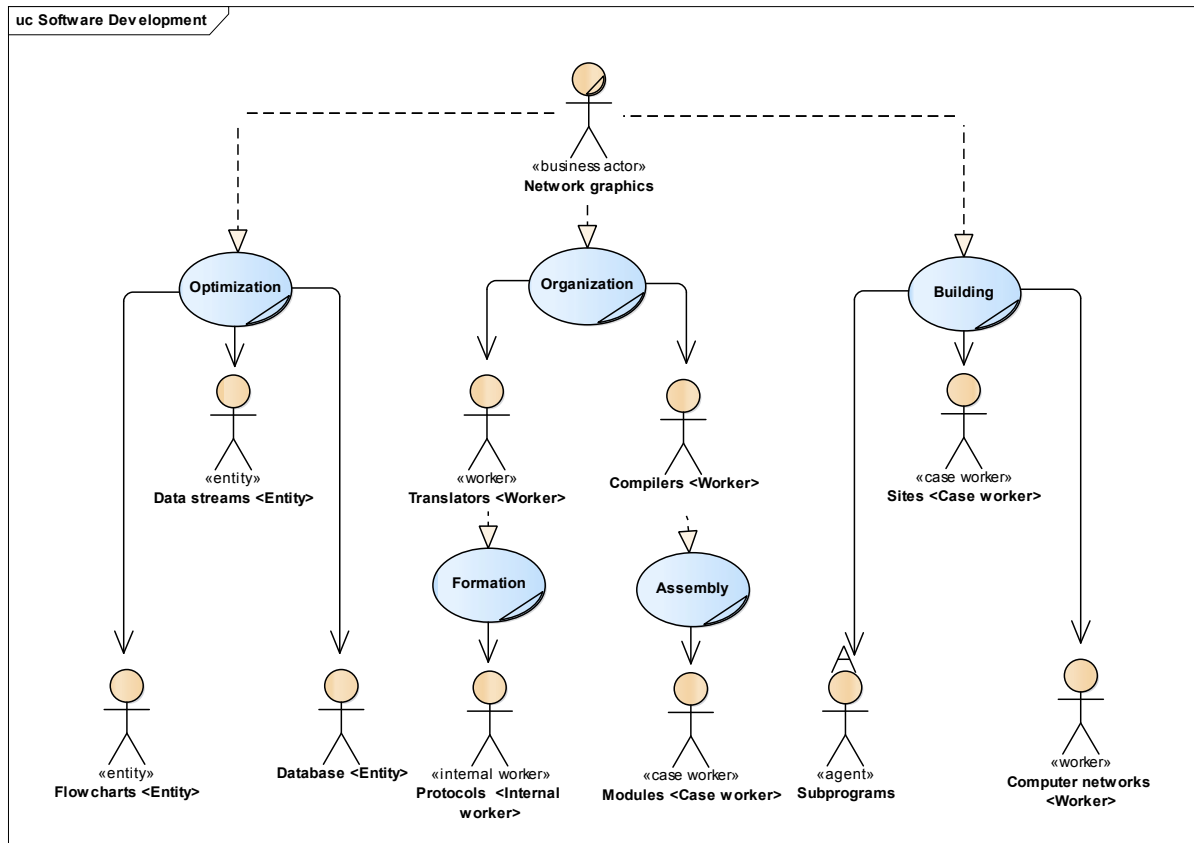 uc Software Development
«business actor»
Network graphics
Optimization
Organization
Building
«entity»
Data streams <Entity>
«worker»
Translators <Worker>
Compilers <Worker>
«case worker»
Sites <Case worker>
Formation
Assembly
A
«entity»
Flowcharts <Entity>
Database <Entity>
«internal worker»
Protocols  <Internal
worker>
«case worker»
Modules <Case worker>
«agent»
Subprograms
«worker»
Computer networks
<Worker>